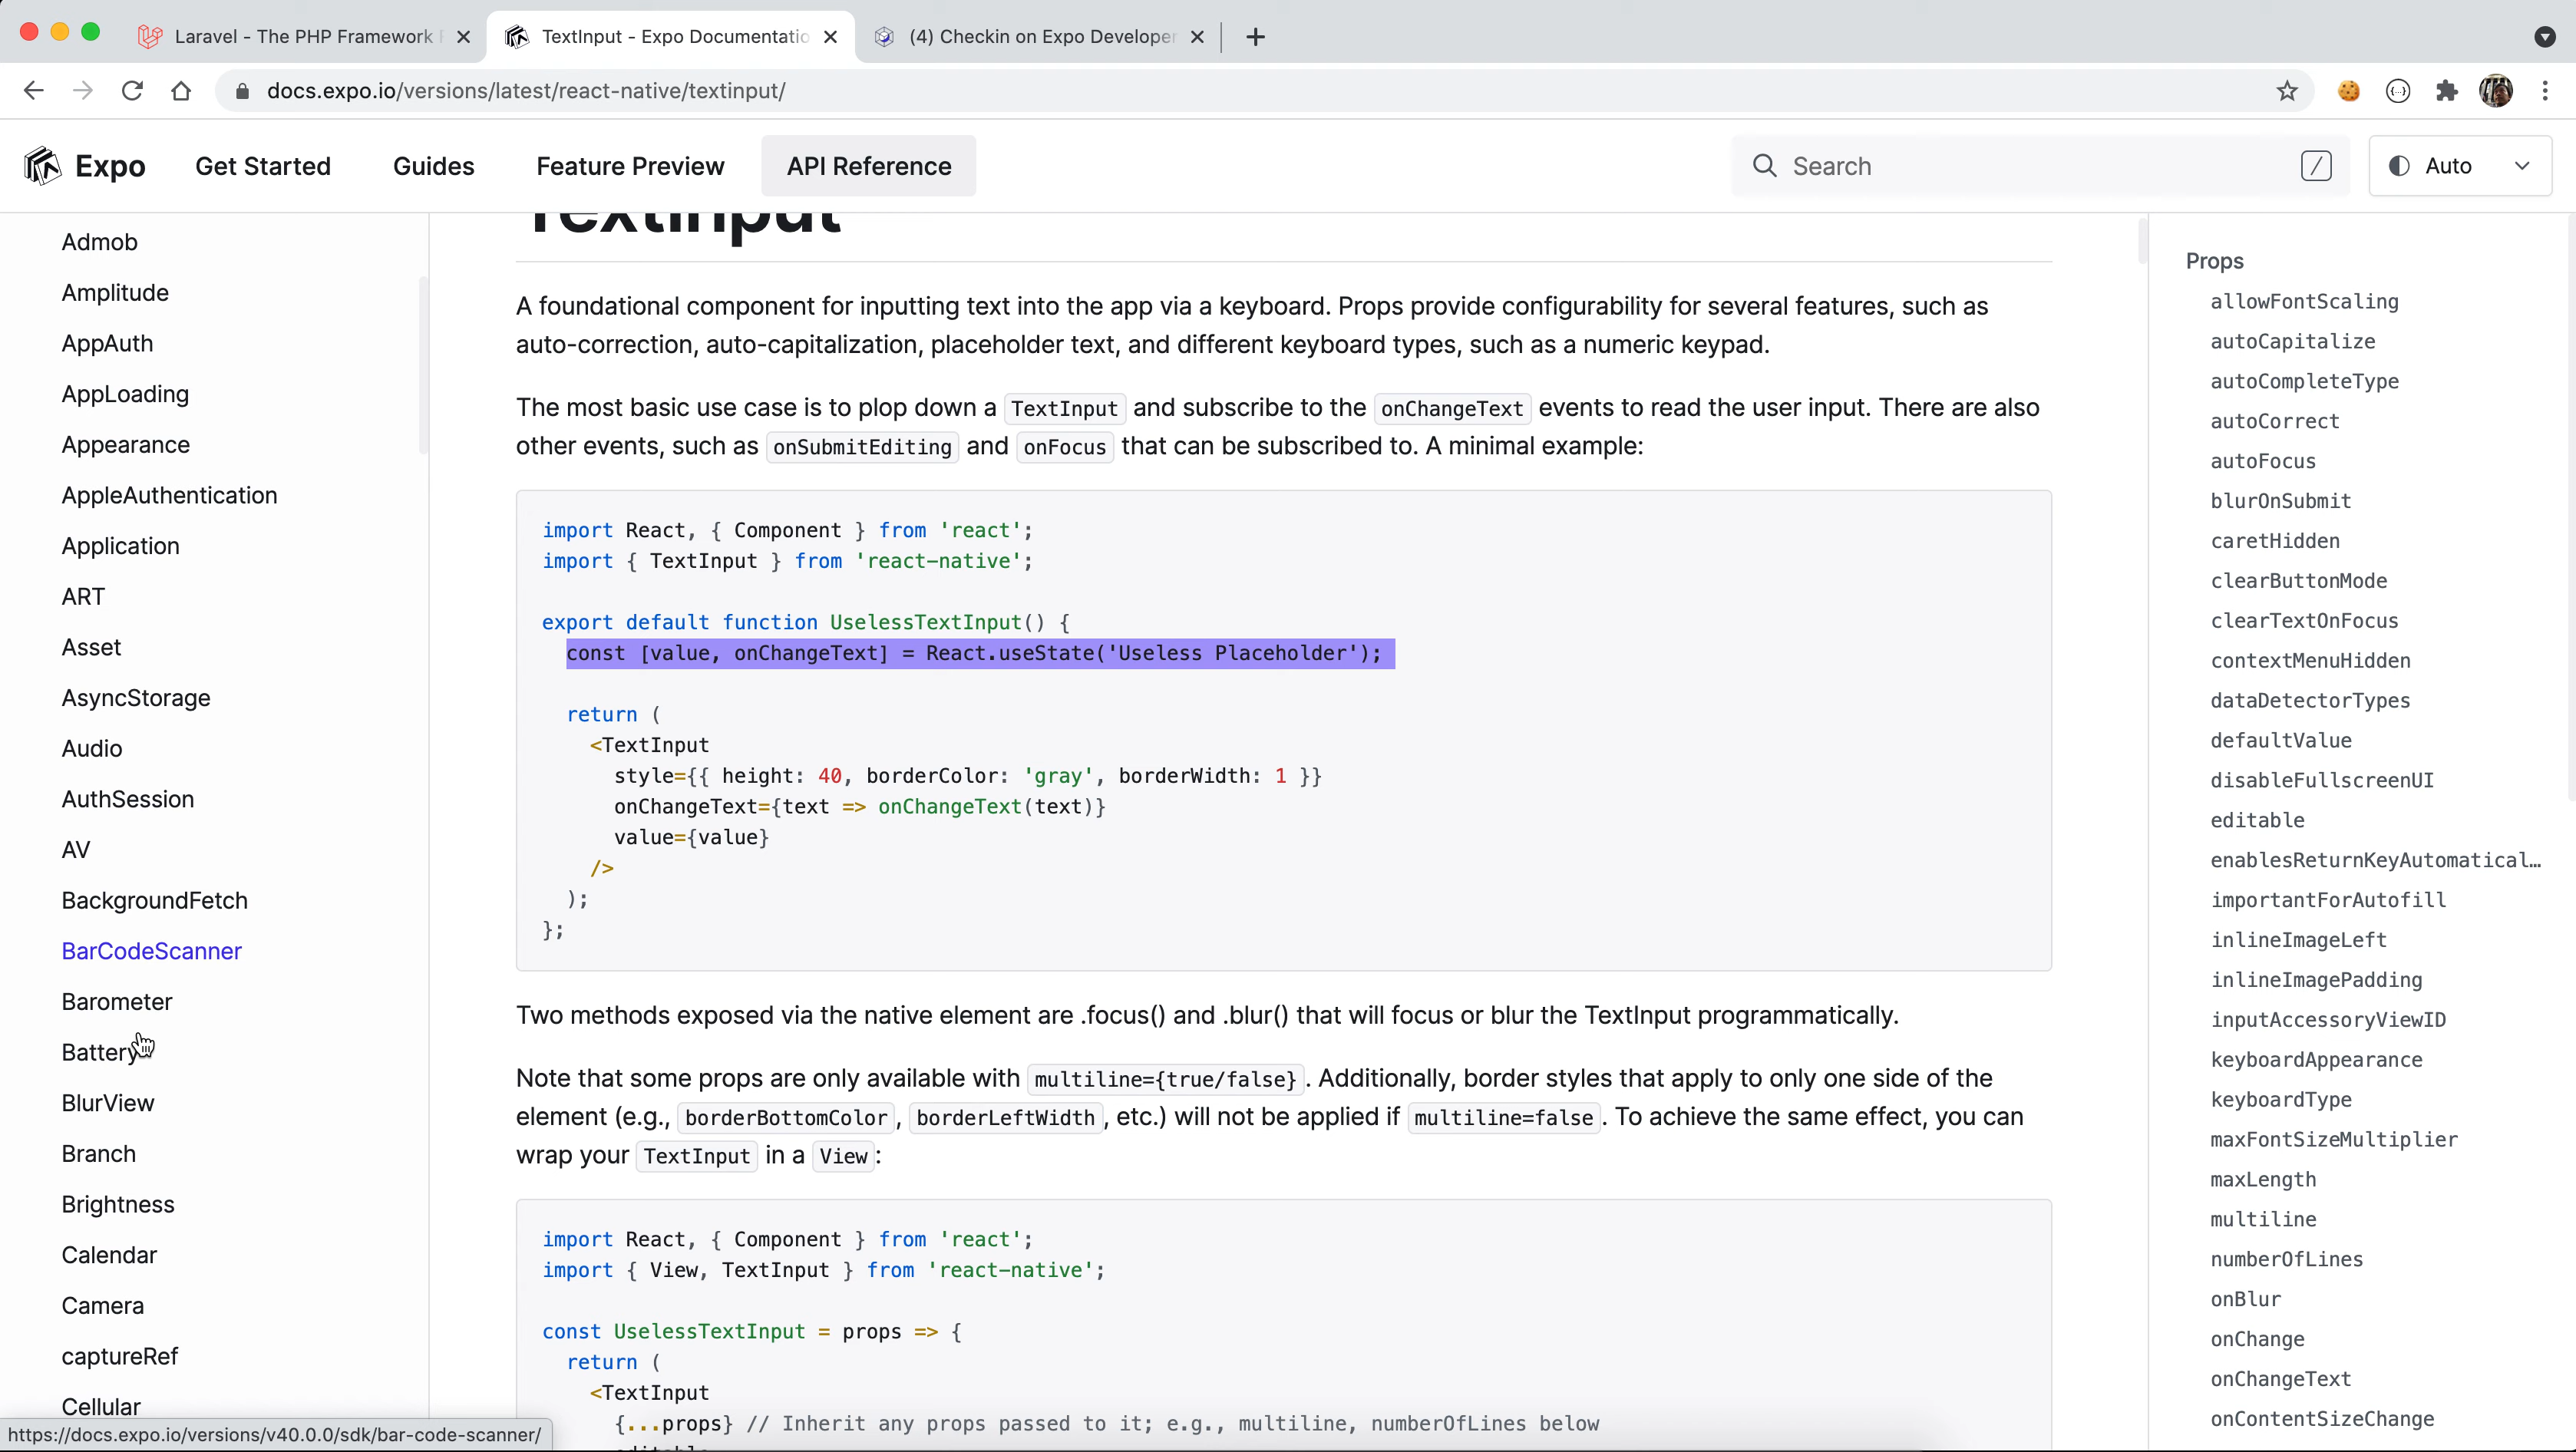 Laravel - The PHP Framework F
TextInput - Expo Documentatio
(4) Checkin on Expo Developer
docs.expo.io/versions/latest/react-native/textinput/
Expo
Get Started
Guides
Feature Preview
API Reference
Search
/
Auto
Admob
Amplitude
AppAuth
AppLoading
Appearance
AppleAuthentication
Application
ART
Asset
AsyncStorage
Audio
AuthSession
AV
BackgroundFetch
BarCodeScanner
Barometer
Battery
BlurView
Branch
Brightness
Calendar
Camera
captureRef
Cellular
https://docs.expo.io/versions/v40.0.0/sdk/bar-code-scanner/
TextInput
A foundational component for inputting text into the app via a keyboard. Props provide configurability for several features, such as
auto-correction, auto-capitalization, placeholder text, and different keyboard types, such as a numeric keypad.
The most basic use case is to plop down a TextInput and subscribe to the onChangeText events to read the user input. There are also
other events, such as onSubmitEditing and onFocus that can be subscribed to. A minimal example:
import React, { Component } from 'react';
import { TextInput } from 'react-native';
export default function UselessTextInput() {
const [value, onChangeText] = React.useState('Useless Placeholder');
return (
<TextInput
style={{ height: 40, borderColor: 'gray', borderWidth: 1 }}
onChangeText={text => onChangeText(text)}
value={value}
/>
);
};
Two methods exposed via the native element are .focus() and .blur() that will focus or blur the TextInput programmatically.
Note that some props are only available with multiline={true/false}. Additionally, border styles that apply to only one side of the
element (e.g., borderBottomColor, borderLeftWidth, etc.) will not be applied if multiline=false. To achieve the same effect, you can
wrap your TextInput in a View:
import React, { Component } from 'react';
import { View, TextInput } from 'react-native';
const UselessTextInput = props => {
return (
<TextInput
{...props} // Inherit any props passed to it; e.g., multiline, numberOfLines below
Props
allowFontScaling
autoCapitalize
autoCompleteType
autoCorrect
autoFocus
blurOnSubmit
caretHidden
clearButtonMode
clearTextOnFocus
contextMenuHidden
dataDetectorTypes
defaultValue
disableFullscreenUI
editable
enablesReturnKeyAutomatical…
importantForAutofill
inlineImageLeft
inlineImagePadding
inputAccessoryViewID
keyboardAppearance
keyboardType
maxFontSizeMultiplier
maxLength
multiline
numberOfLines
onBlur
onChange
onChangeText
onContentSizeChange